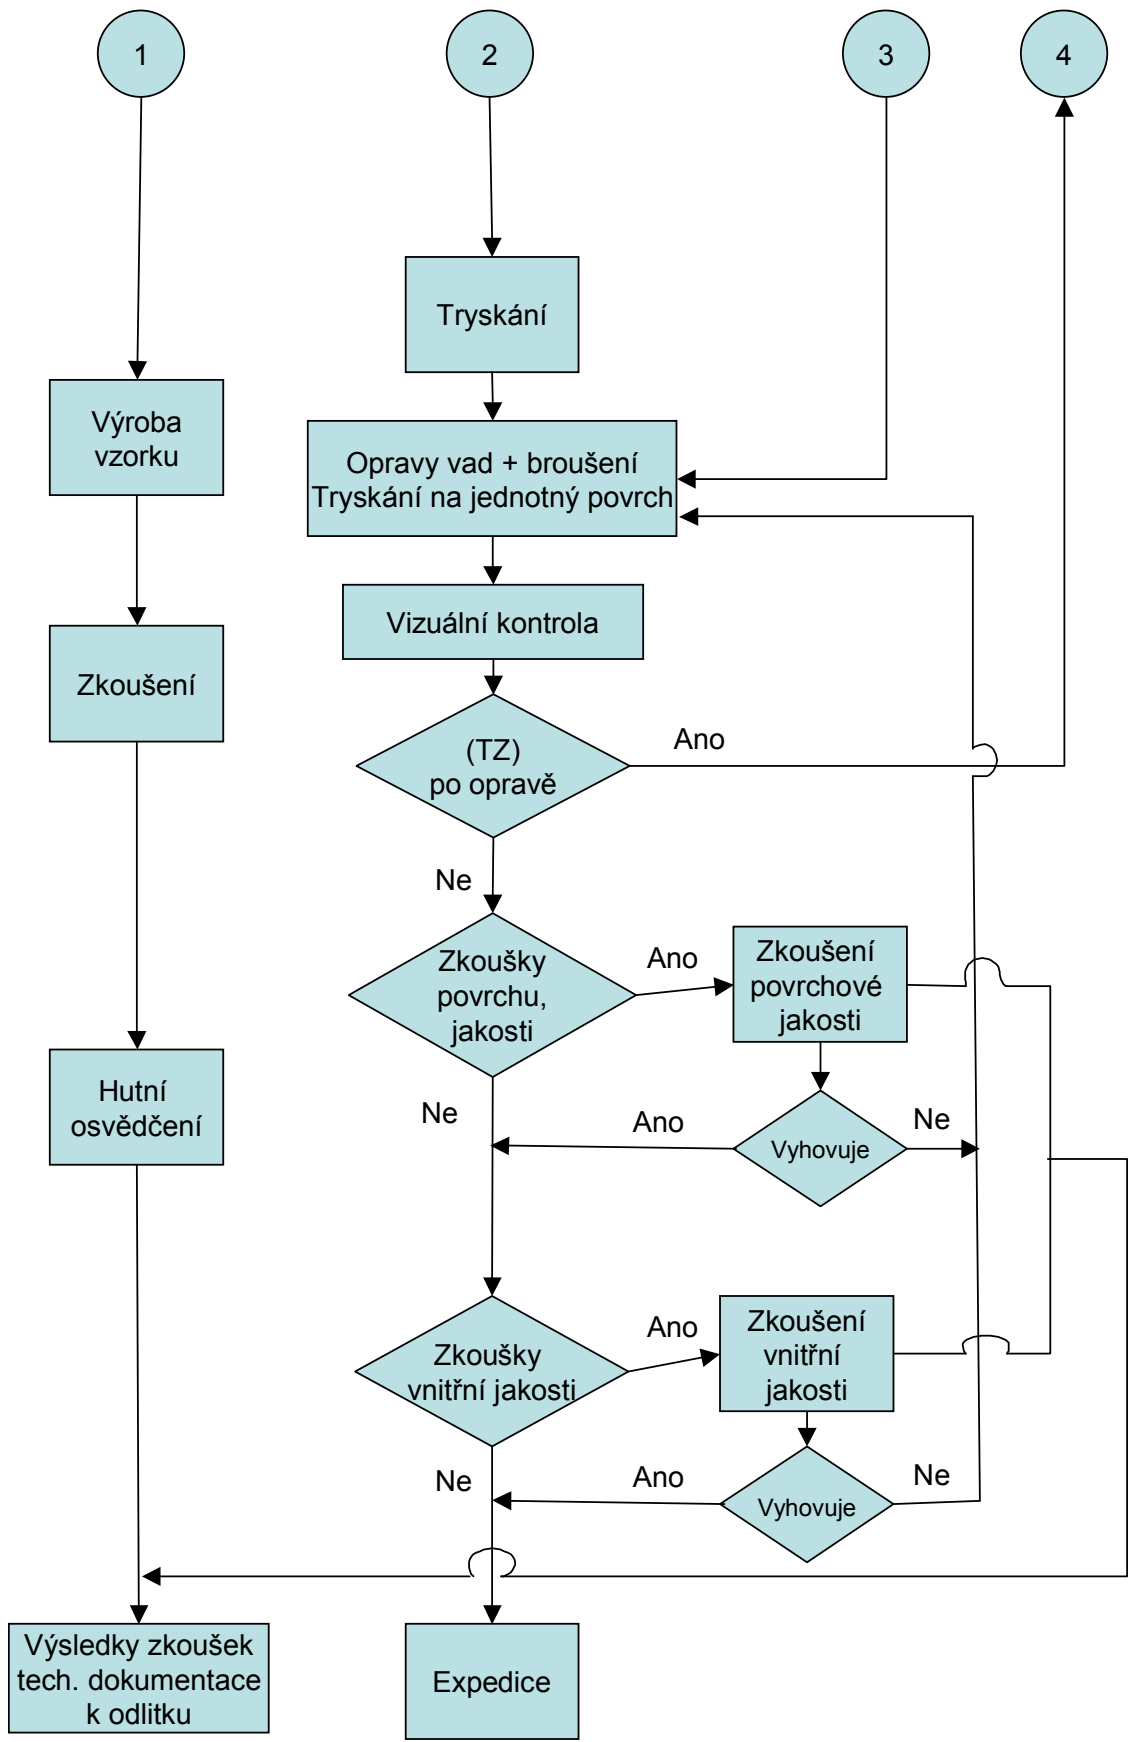 1
2
3
4
Tryskání
Výroba
vzorku
Opravy vad + broušení
Tryskání na jednotný povrch
Vizuální kontrola
Zkoušení
(TZ)
po opravě
Ano
Ne
Zkoušky
povrchu,
jakosti
Ano
Zkoušení
povrchové
jakosti
Hutní
osvědčení
Ne
Ano
Vyhovuje
Ne
Zkoušky
vnitřní jakosti
Ano
Zkoušení
vnitřní
jakosti
Ne
Ano
Vyhovuje
Ne
Výsledky zkoušek
tech. dokumentace
k odlitku
Expedice